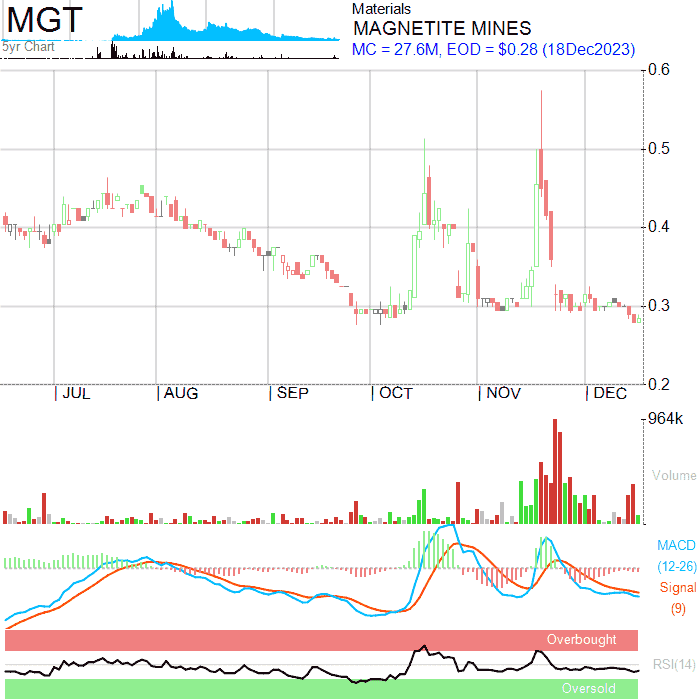 MGT
5yr Chart
Materials
MAGNETITE MINES
MC = 27.6M, EOD = $0.28 (18Dec2023)
0.6
0.5
0.4
0.3
0.2
JUL AUG SEP OCT NOV DEC
964k
Volume
MACD
(12-26)
Signal
(9)
Overbought
RSI(14)
Oversold